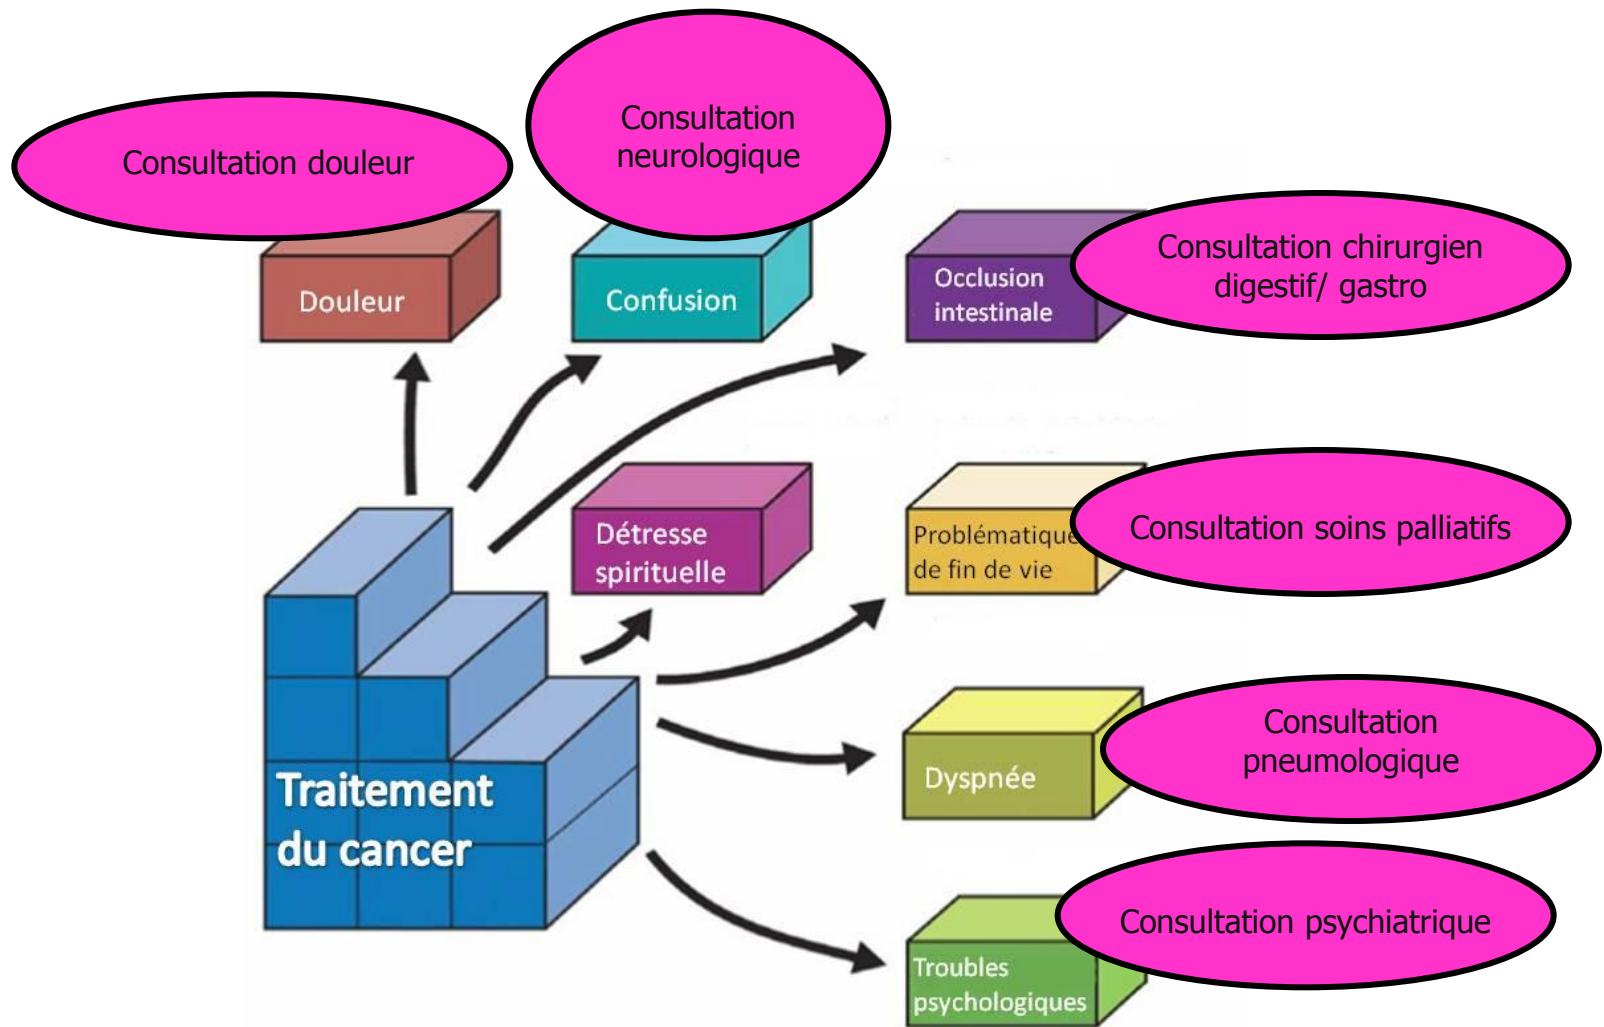 Consultation douleur
Consultation
neurologique
Consultation chirurgien
digestif/ gastro
Douleur
Confusion
Occlusion
intestinale
Détresse
spirituelle
Problématique
de fin de vie
Consultation soins palliatifs
Traitement
du cancer
Dyspnée
Consultation
pneumologique
Troubles
psychologiques
Consultation psychiatrique